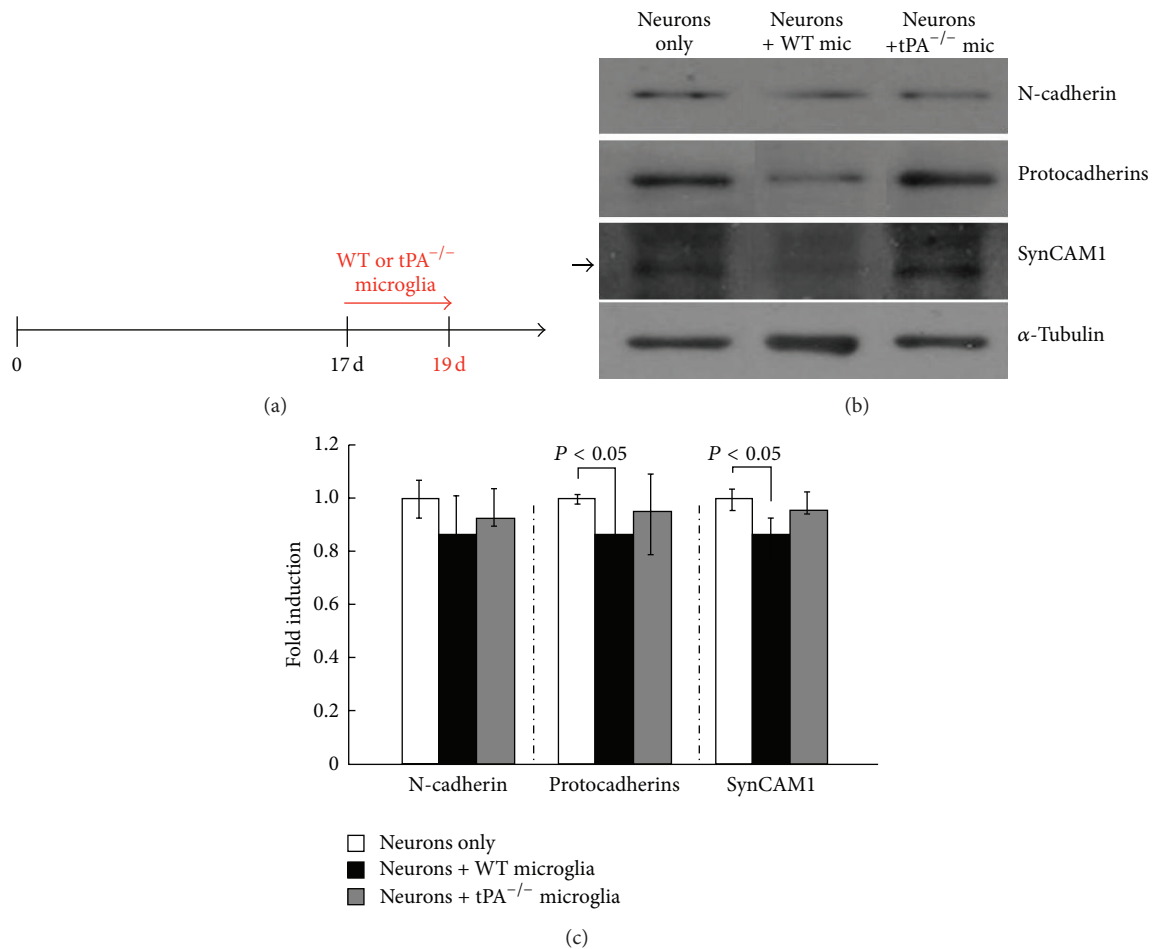 WT or tPA−/−
microglia
0
17 d
19 d
(a)
Neurons
only
Neurons
+ WT mic
Neurons
+tPA−/− mic
N-cadherin
Protocadherins
SynCAM1
α-Tubulin
(b)
Fold induction
1.2
1.0
0.8
0.6
0.4
0.2
0
P < 0.05
P < 0.05
N-cadherin
Protocadherins
SynCAM1
Neurons only
Neurons + WT microglia
Neurons + tPA−/− microglia
(c)